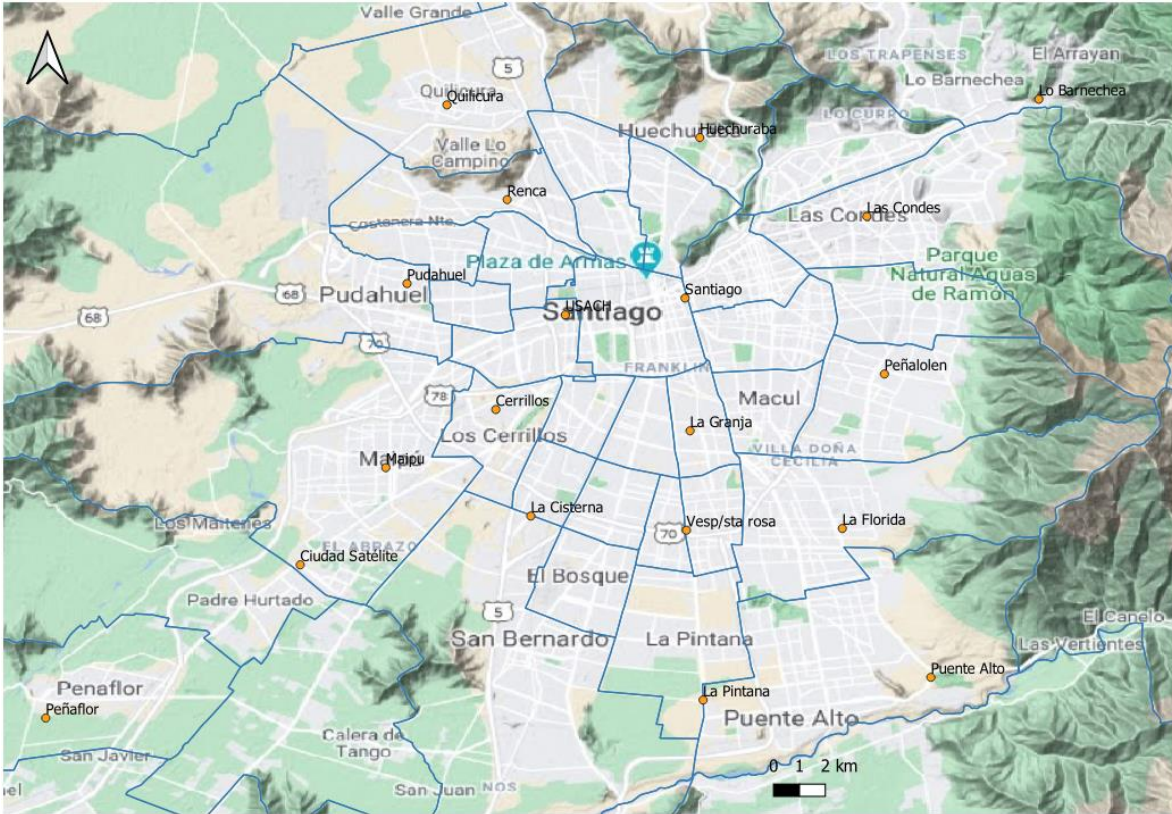 Valle Grande
LOS TRAPENSES
El Arrayan
5
Lo Barnechea
Quilicura
Quilicura
Lo Barnechea
LO CURRO
Huechuraba
Huechuraba
Valle Lo
Campino
Renca
Las Condes
Las Condes
Costanera Nte.
Plaza de Armas
Parque
Natural Aguas
de Ramón
Pudahuel
Pudahuel
68
Santiago
68
USACH
Santiago
70
FRANKLIN
Peñalolen
78
Macul
Cerrillos
Los Cerrillos
La Granja
VILLA DOÑA
CECILIA
Maipú
Maipu
La Cisterna
Los Maitenes
Vesp/sta rosa
70
La Florida
EL ABRAZO
Ciudad Satélite
El Bosque
Padre Hurtado
5
San Bernardo
La Pintana
El Canelo
Las Vertientes
Puente Alto
Penaflor
La Pintana
Peñaflor
Puente Alto
Calera de
Tango
San Javier
0 1 2 km
San Juan
NOS